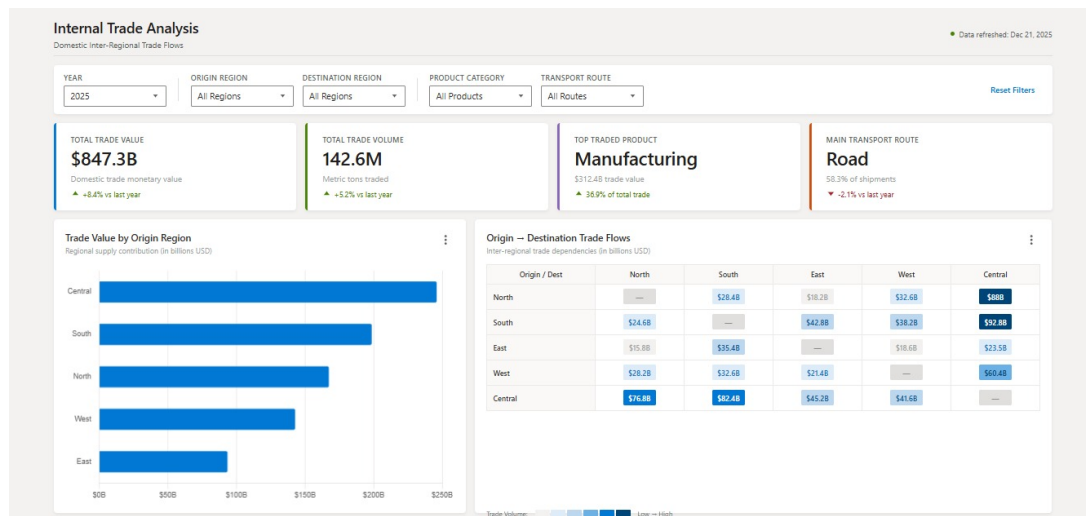 Internal Trade Analysis
Domestic Inter-Regional Trade Flows
Data refreshed: Dec 21, 2025
YEAR ORIGIN REGION DESTINATION REGION PRODUCT CATEGORY TRANSPORT ROUTE
2025 All Regions All Regions All Products All Routes Reset Filters
TOTAL TRADE VALUE
$847.3B
Domestic trade monetary value
▲ +8.4% vs last year
TOTAL TRADE VOLUME
142.6M
Metric tons traded
▲ +5.2% vs last year
TOP TRADED PRODUCT
Manufacturing
$312.4B trade value
▲ 36.9% of total trade
MAIN TRANSPORT ROUTE
Road
58.3% of shipments
▼ -2.1% vs last year
Trade Value by Origin Region
Regional supply contribution (in billions USD)
Central
South
North
West
East
$0B $50B $100B $150B $200B $250B
Origin → Destination Trade Flows
Inter-regional trade dependencies (in billions USD)
Origin / Dest North South East West Central
North — $28.4B $18.2B $32.6B $88B
South $24.6B — $42.8B $38.2B $92.8B
East $15.8B $35.4B — $18.6B $23.5B
West $28.2B $32.6B $21.4B — $60.4B
Central $76.8B $82.4B $45.2B $41.6B —
Trade Volume: Low → High